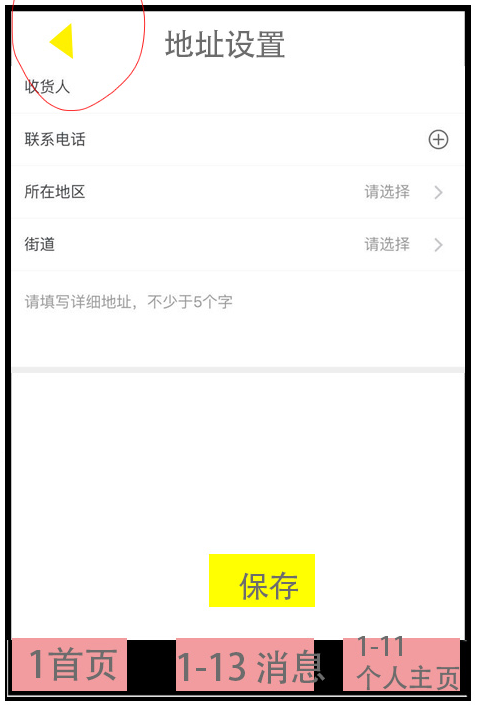 地址设置
收货人
联系电话
所在地区 请选择
街道 请选择
请填写详细地址，不少于5个字
保存
1首页 1-13 消息 1-11
个人主页